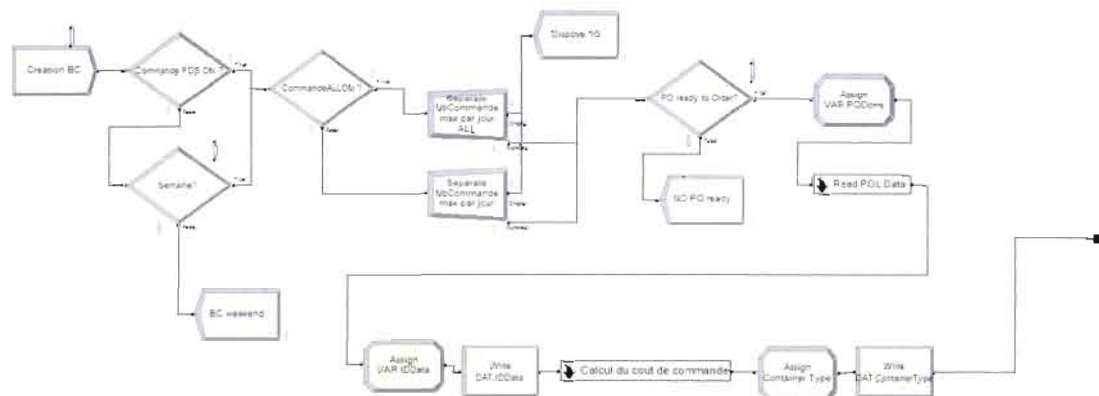 Creation BC
Commande PDS ON ?
True
False
Semaine?
True
False
BC weekend
CommandeALLON ?
True
False
Separate
NbCommande
max par jour
ALL
Original
Duplicate
Separate
NbCommande
max par jour
Original
Duplicate
Dispose 10
PO ready to Order?
True
False
NO PO ready
Assign
VAR PODone
Read POL Data
Assign
VAR IDData
Write
DAT IDData
Calcul du cout de commande
Assign
Container Type
Write
DAT ContainerType